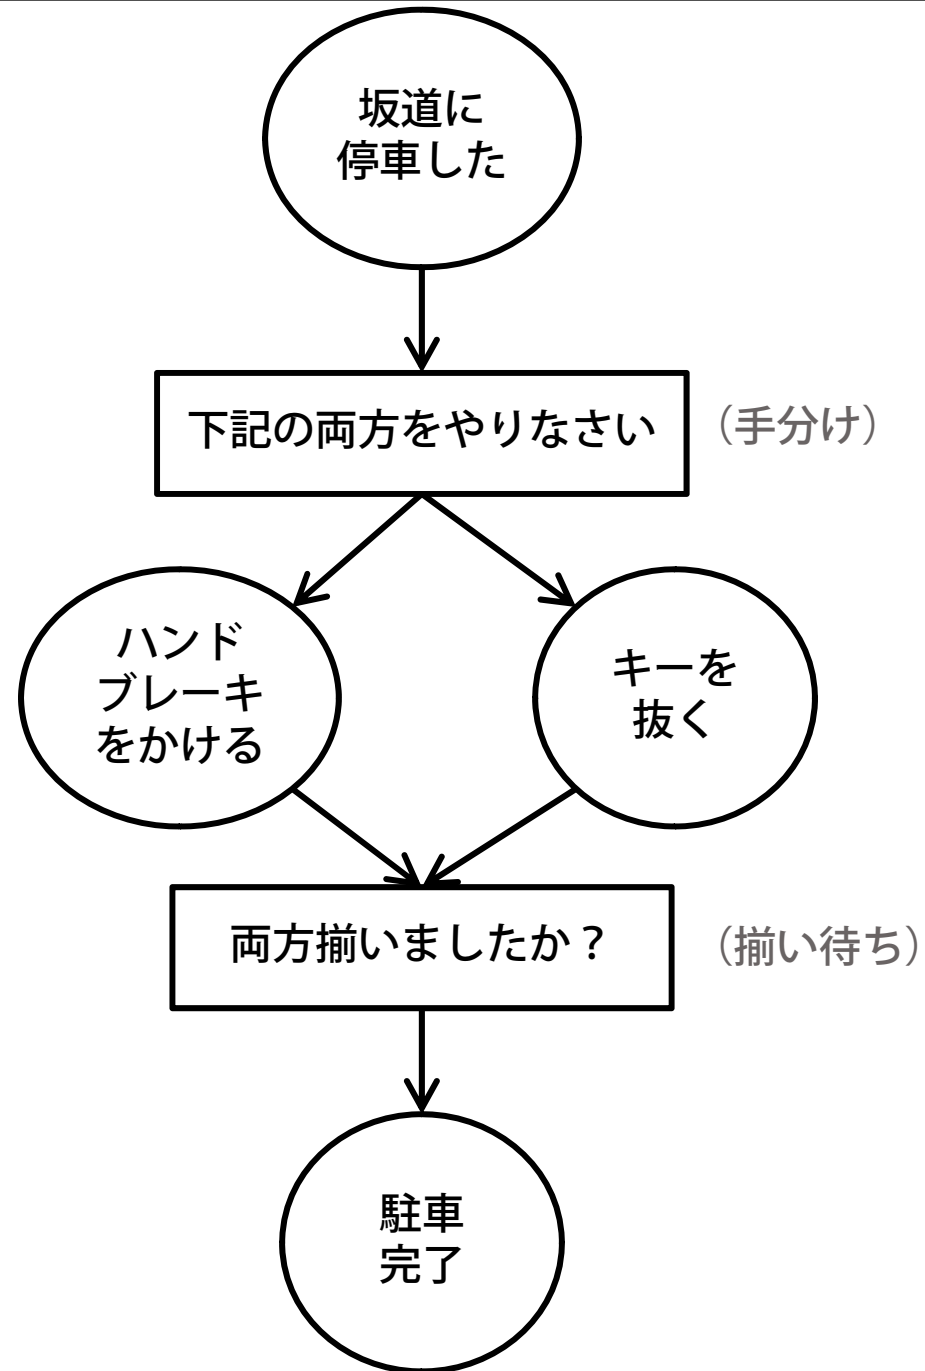 坂道に
停車した
下記の両方をやりなさい
（手分け）
ハンド
ブレーキ
をかける
キーを
抜く
両方揃いましたか？
（揃い待ち）
駐車
完了